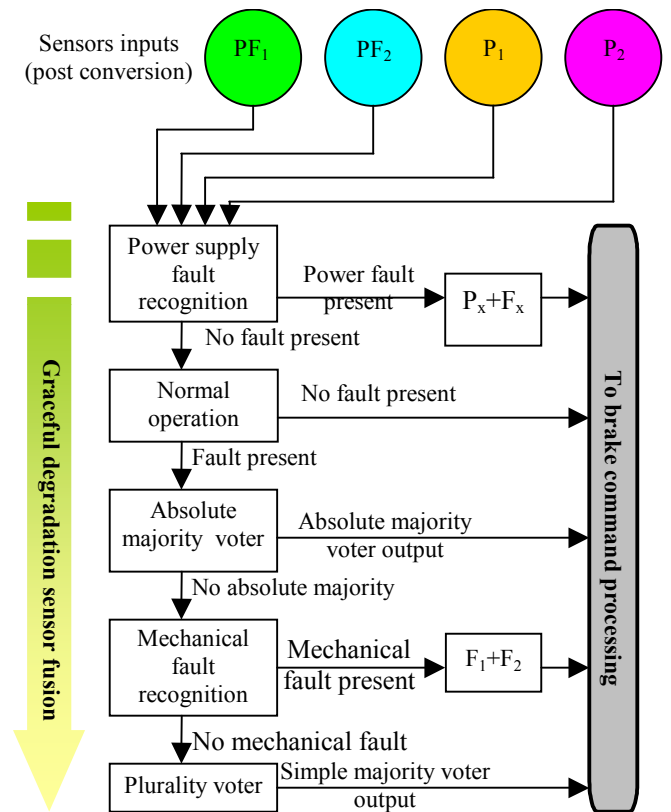 Sensors inputs
(post conversion)
PF₁
PF₂
P₁
P₂
Power supply
fault
recognition
Power fault
present
Pₓ+Fₓ
No fault present
Normal
operation
No fault present
Fault present
Absolute
majority voter
Absolute majority
voter output
No absolute majority
Mechanical
fault
recognition
Mechanical
fault present
F₁+F₂
No mechanical fault
Plurality voter
Simple majority voter
output
Graceful degradation sensor fusion
To brake command processing